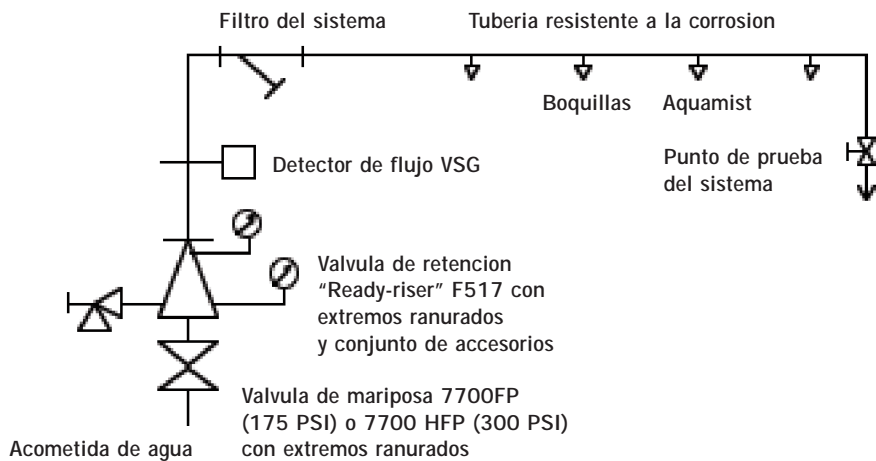 Filtro del sistema
Tuberia resistente a la corrosion
Boquillas
Aquamist
Detector de flujo VSG
Punto de prueba
del sistema
Valvula de retencion
“Ready-riser” F517 con
extremos ranurados
y conjunto de accesorios
Valvula de mariposa 7700FP
(175 PSI) o 7700 HFP (300 PSI)
con extremos ranurados
Acometida de agua